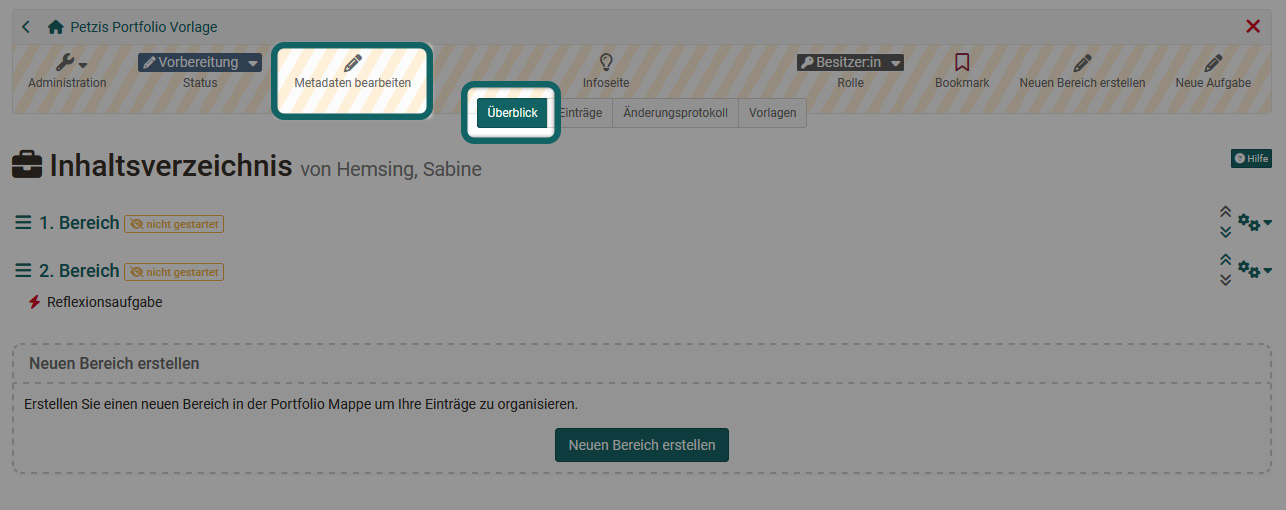 Petzis Portfolio Vorlage
Administration
Vorbereitung
Status
Metadaten bearbeiten
Infoseite
Besitzer:in
Rolle
Bookmark
Neuen Bereich erstellen
Neue Aufgabe
Überblick
Einträge
Änderungsprotokoll
Vorlagen
Inhaltsverzeichnis von Hemsing, Sabine
Hilfe
1. Bereich nicht gestartet
2. Bereich nicht gestartet
Reflexionsaufgabe
Neuen Bereich erstellen
Erstellen Sie einen neuen Bereich in der Portfolio Mappe um Ihre Einträge zu organisieren.
Neuen Bereich erstellen